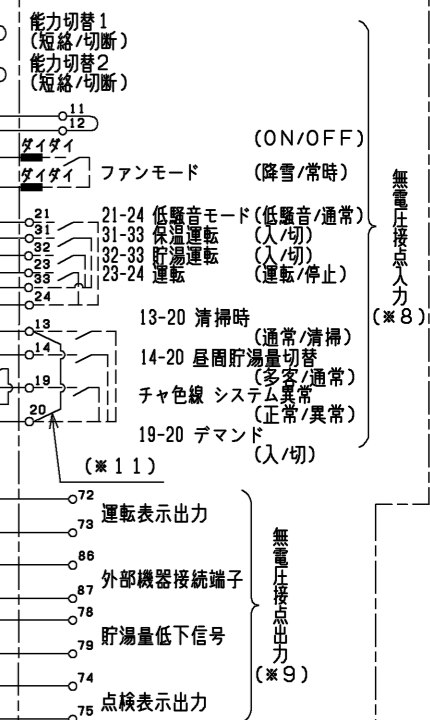 能力切替1
(短絡/切断)
能力切替2
(短絡/切断)
11
12
(ON/OFF)
ダイダイ
ダイダイ
ファンモード (降雪/常時)
21
31
32
23
33
24
21-24 低騒音モード(低騒音/通常)
31-33 保温運転 (入/切)
32-33 貯湯運転 (入/切)
23-24 運転 (運転/停止)
無電圧接点入力
(※8)
13
14
19
20
13-20 清掃時
(通常/清掃)
14-20 昼間貯湯量切替
(多客/通常)
チャ色線 システム異常
(正常/異常)
19-20 デマンド
(入/切)
(※11)
72
運転表示出力
73
86
外部機器接続端子
87
78
貯湯量低下信号
79
74
点検表示出力
75
無電圧接点出力
(※9)